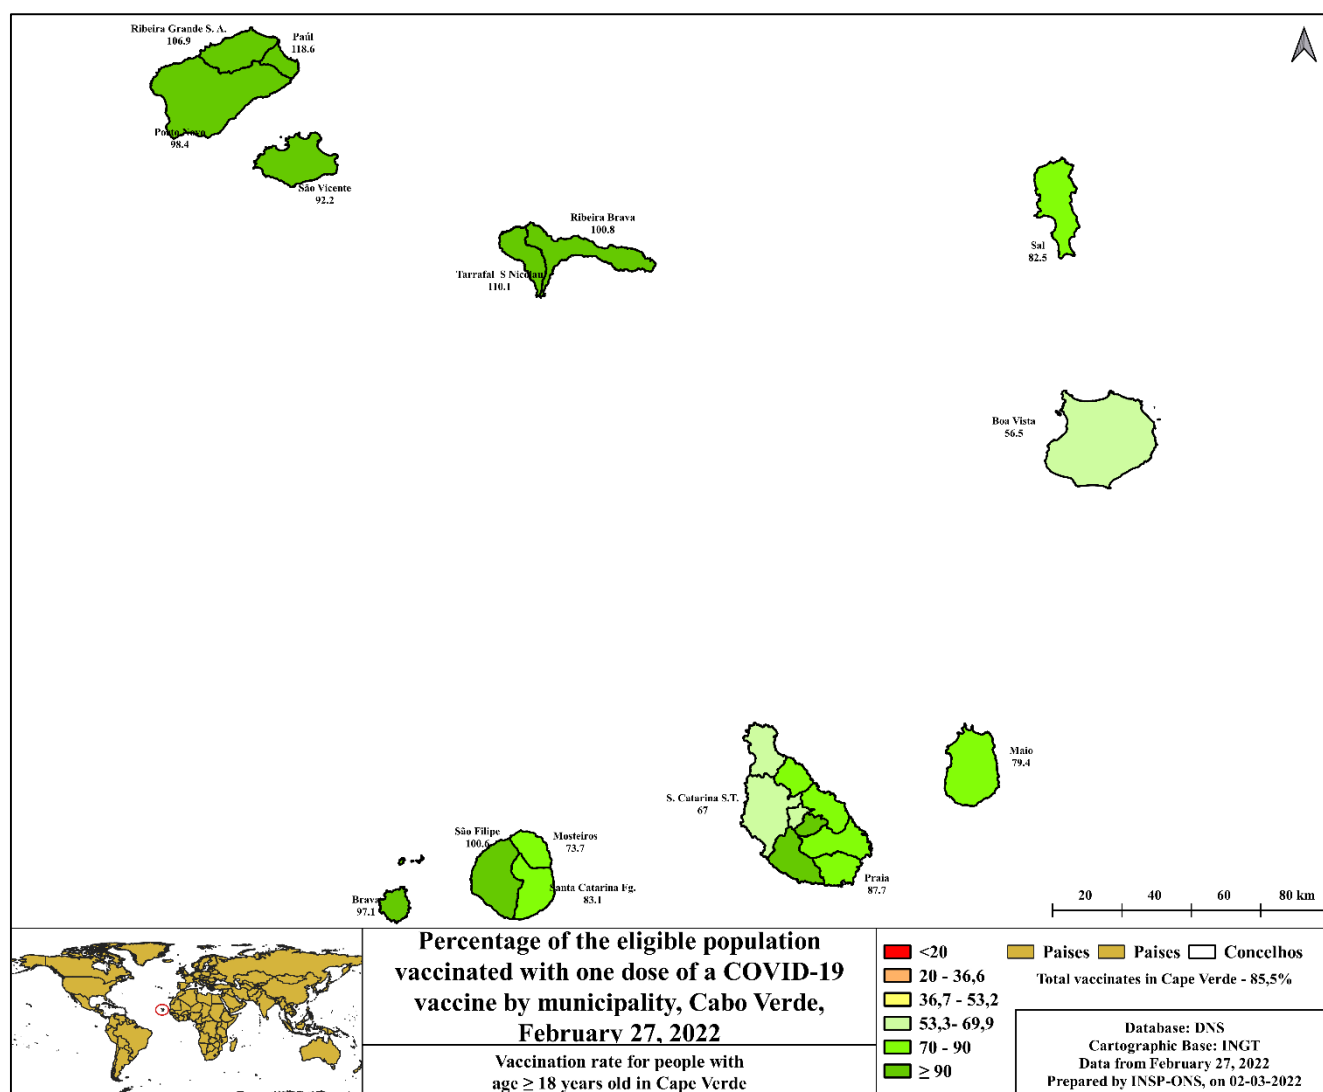 Ribeira Grande S. A.
106.9
Paúl
118.6
Porto Novo
98.4
São Vicente
92.2
Ribeira Brava
100.8
Tarrafal S Nicolau
110.1
Sal
82.5
Boa Vista
56.5
Maio
79.4
S. Catarina S.T.
67
Praia
87.7
São Filipe
100.6
Mosteiros
73.7
Santa Catarina Fg.
83.1
Brava
97.1
20 40 60 80 km
Percentage of the eligible population
vaccinated with one dose of a COVID-19
vaccine by municipality, Cabo Verde,
February 27, 2022
Vaccination rate for people with
age ≥ 18 years old in Cape Verde
<20
20 - 36,6
36,7 - 53,2
53,3- 69,9
70 - 90
≥ 90
Paises Paises Concelhos
Total vaccinates in Cape Verde - 85,5%
Database: DNS
Cartographic Base: INGT
Data from February 27, 2022
Prepared by INSP-ONS, on 02-03-2022